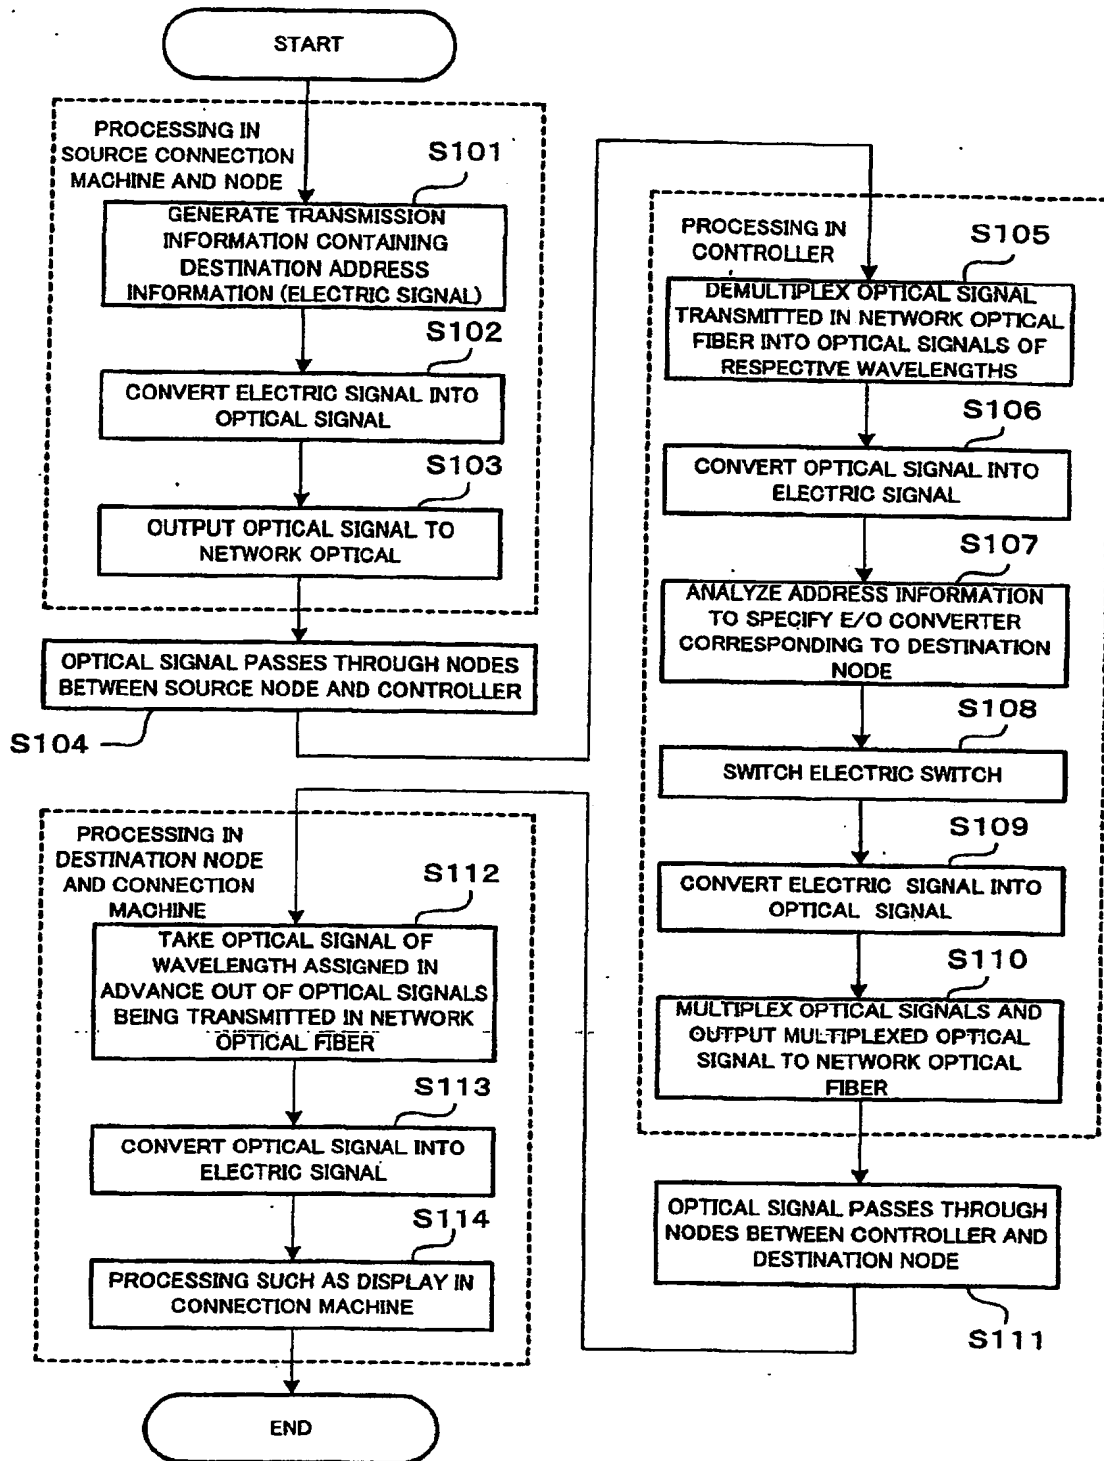 START
PROCESSING IN
SOURCE CONNECTION
MACHINE AND NODE
S101
GENERATE TRANSMISSION
INFORMATION CONTAINING
DESTINATION ADDRESS
INFORMATION (ELECTRIC SIGNAL)
S102
CONVERT ELECTRIC SIGNAL INTO
OPTICAL SIGNAL
S103
OUTPUT OPTICAL SIGNAL TO
NETWORK OPTICAL
OPTICAL SIGNAL PASSES THROUGH NODES
BETWEEN SOURCE NODE AND CONTROLLER
S104
PROCESSING IN
CONTROLLER
S105
DEMULTIPLEX OPTICAL SIGNAL
TRANSMITTED IN NETWORK OPTICAL
FIBER INTO OPTICAL SIGNALS OF
RESPECTIVE WAVELENGTHS
S106
CONVERT OPTICAL SIGNAL INTO
ELECTRIC SIGNAL
S107
ANALYZE ADDRESS INFORMATION
TO SPECIFY E/O CONVERTER
CORRESPONDING TO DESTINATION
NODE
S108
SWITCH ELECTRIC SWITCH
S109
CONVERT ELECTRIC SIGNAL INTO
OPTICAL SIGNAL
S110
MULTIPLEX OPTICAL SIGNALS AND
OUTPUT MULTIPLEXED OPTICAL
SIGNAL TO NETWORK OPTICAL
FIBER
OPTICAL SIGNAL PASSES THROUGH
NODES BETWEEN CONTROLLER AND
DESTINATION NODE
S111
PROCESSING IN
DESTINATION NODE
AND CONNECTION
MACHINE
S112
TAKE OPTICAL SIGNAL OF
WAVELENGTH ASSIGNED IN
ADVANCE OUT OF OPTICAL SIGNALS
BEING TRANSMITTED IN NETWORK
OPTICAL FIBER
S113
CONVERT OPTICAL SIGNAL INTO
ELECTRIC SIGNAL
S114
PROCESSING SUCH AS DISPLAY IN
CONNECTION MACHINE
END